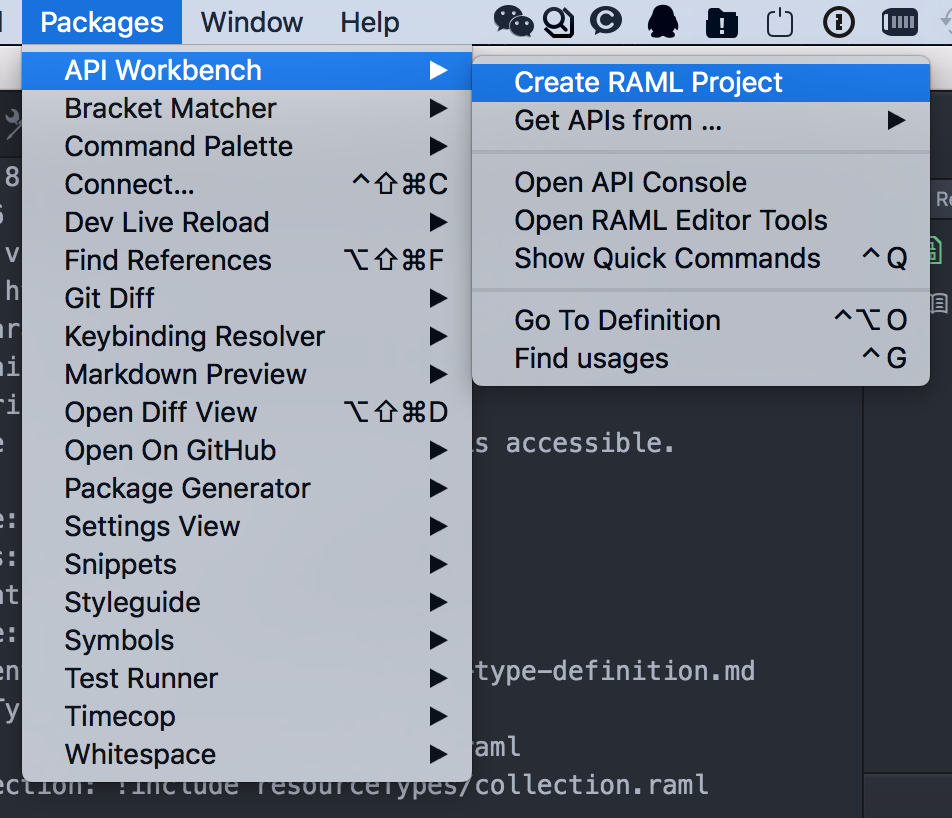 Packages Window Help
API Workbench
Bracket Matcher
Command Palette
Connect... ^⇧⌘C
Dev Live Reload
Find References ⌥⇧⌘F
Git Diff
Keybinding Resolver
Markdown Preview
Open Diff View ⌥⇧⌘D
Open On GitHub
Package Generator
Settings View
Snippets
Styleguide
Symbols
Test Runner
Timecop
Whitespace
Create RAML Project
Get APIs from ...
Open API Console
Open RAML Editor Tools
Show Quick Commands ^Q
Go To Definition ^⌥O
Find usages ^G
s accessible.
-type-definition.md
raml
ection: !include resourceTypes/collection.raml